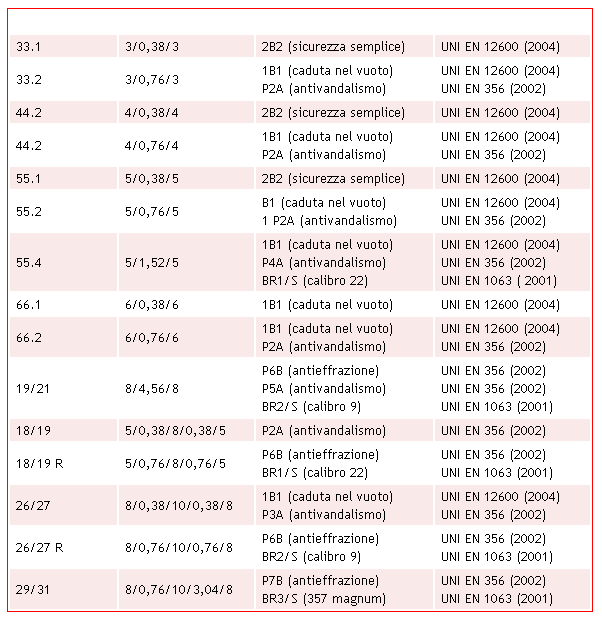 33.1 3/0,38/3 2B2 (sicurezza semplice) UNI EN 12600 (2004)
33.2 3/0,76/3 1B1 (caduta nel vuoto) UNI EN 12600 (2004)
P2A (antivandalismo) UNI EN 356 (2002)
44.2 4/0,38/4 2B2 (sicurezza semplice) UNI EN 12600 (2004)
44.2 4/0,76/4 1B1 (caduta nel vuoto) UNI EN 12600 (2004)
P2A (antivandalismo) UNI EN 356 (2002)
55.1 5/0,38/5 2B2 (sicurezza semplice) UNI EN 12600 (2004)
55.2 5/0,76/5 B1 (caduta nel vuoto) UNI EN 12600 (2004)
1 P2A (antivandalismo) UNI EN 356 (2002)
55.4 5/1,52/5 1B1 (caduta nel vuoto) UNI EN 12600 (2004)
P4A (antivandalismo) UNI EN 356 (2002)
BR1/S (calibro 22) UNI EN 1063 ( 2001)
66.1 6/0,38/6 1B1 (caduta nel vuoto) UNI EN 12600 (2004)
66.2 6/0,76/6 1B1 (caduta nel vuoto) UNI EN 12600 (2004)
P2A (antivandalismo) UNI EN 356 (2002)
19/21 8/4,56/8 P6B (antieffrazione) UNI EN 356 (2002)
P5A (antivandalismo) UNI EN 356 (2002)
BR2/S (calibro 9) UNI EN 1063 (2001)
18/19 5/0,38/8/0,38/5 P2A (antivandalismo) UNI EN 356 (2002)
18/19 R 5/0,76/8/0,76/5 P6B (antieffrazione) UNI EN 356 (2002)
BR1/S (calibro 22) UNI EN 1063 (2001)
26/27 8/0,38/10/0,38/8 1B1 (caduta nel vuoto) UNI EN 12600 (2004)
P3A (antivandalismo) UNI EN 356 (2002)
26/27 R 8/0,76/10/0,76/8 P6B (antieffrazione) UNI EN 356 (2002)
BR2/S (calibro 9) UNI EN 1063 (2001)
29/31 8/0,76/10/3,04/8 P7B (antieffrazione) UNI EN 356 (2002)
BR3/S (357 magnum) UNI EN 1063 (2001)